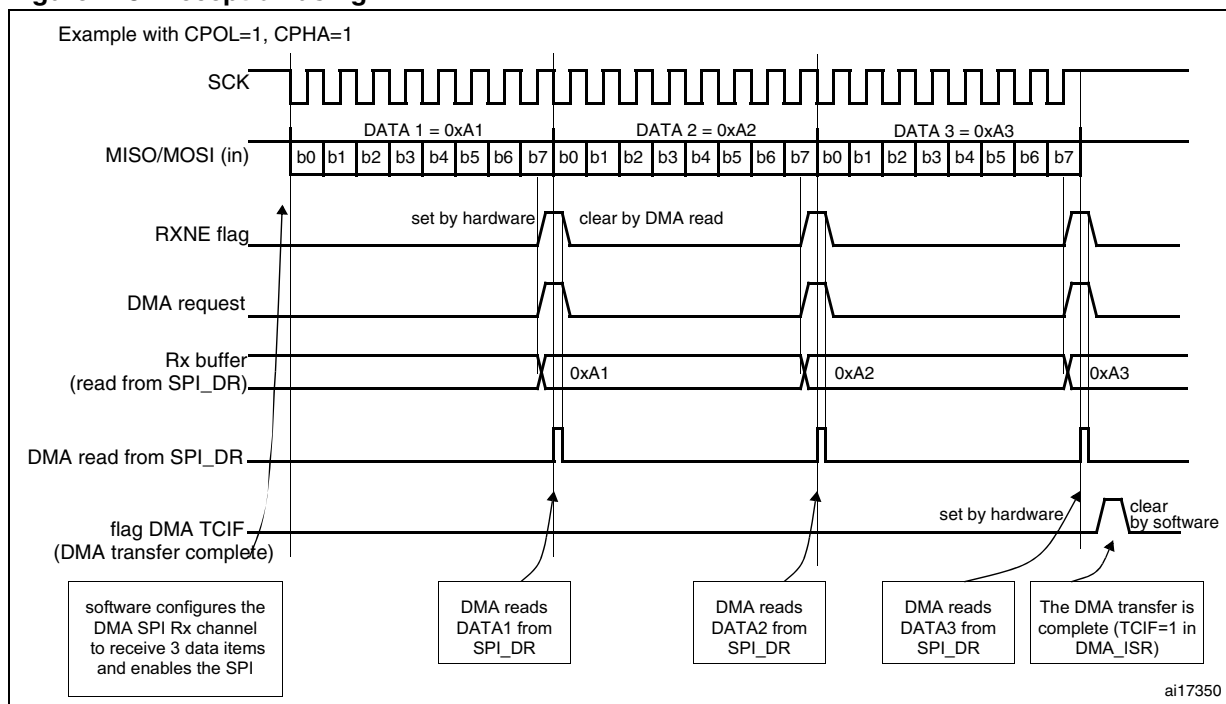 Example with CPOL=1, CPHA=1
SCK
DATA 1 = 0xA1 DATA 2 = 0xA2 DATA 3 = 0xA3
MISO/MOSI (in) b0 b1 b2 b3 b4 b5 b6 b7 b0 b1 b2 b3 b4 b5 b6 b7 b0 b1 b2 b3 b4 b5 b6 b7
set by hardware clear by DMA read
RXNE flag
DMA request
Rx buffer
(read from SPI_DR)
0xA1 0xA2 0xA3
DMA read from SPI_DR
flag DMA TCIF
(DMA transfer complete)
set by hardware
clear
by software
software configures the
DMA SPI Rx channel
to receive 3 data items
and enables the SPI
DMA reads
DATA1 from
SPI_DR
DMA reads
DATA2 from
SPI_DR
DMA reads
DATA3 from
SPI_DR
The DMA transfer is
complete (TCIF=1 in
DMA_ISR)
ai17350